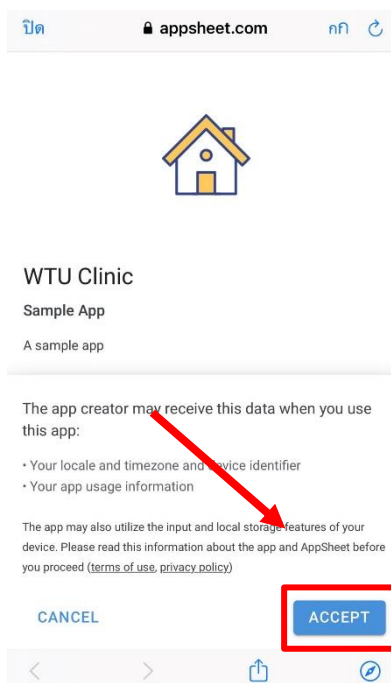 ปิด appsheet.com กก
WTU Clinic
Sample App
A sample app
The app creator may receive this data when you use
this app:
• Your locale and timezone and device identifier
• Your app usage information
The app may also utilize the input and local storage features of your
device. Please read this information about the app and AppSheet before
you proceed (terms of use, privacy policy)
CANCEL ACCEPT